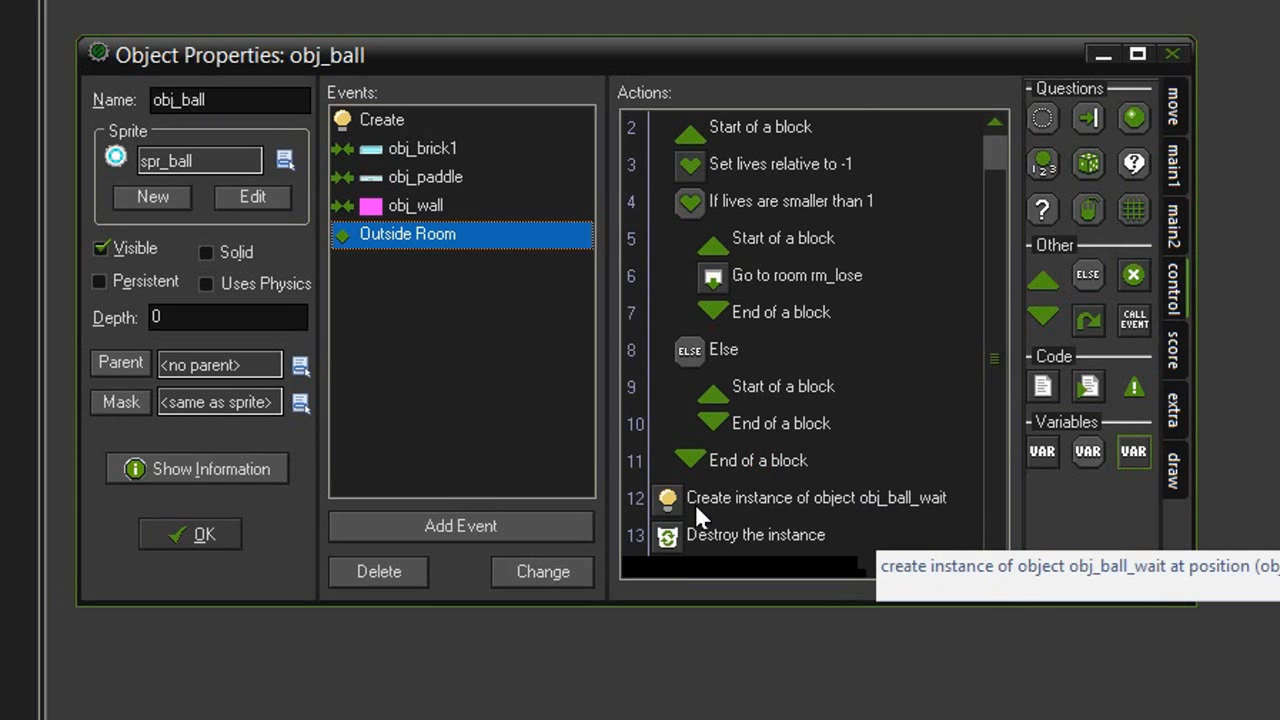 Object Properties: obj_ball
Name: obj_ball
Sprite
spr_ball
New
Edit
Visible
Solid
Persistent
Uses Physics
Depth: 0
Parent
<no parent>
Mask
<same as sprite>
Show Information
OK
Events:
Create
obj_brick1
obj_paddle
obj_wall
Outside Room
Add Event
Delete
Change
Actions:
2 Start of a block
3 Set lives relative to -1
4 If lives are smaller than 1
5 Start of a block
6 Go to room rm_lose
7 End of a block
8 ELSE Else
9 Start of a block
10 End of a block
11 End of a block
12 Create instance of object obj_ball_wait
13 Destroy the instance
create instance of object obj_ball_wait at position (ob
Questions
1 2 3
?
?
Other
ELSE
CALL EVENT
Code
Variables
VAR
VAR
VAR
move
main1
main2
control
score
extra
draw